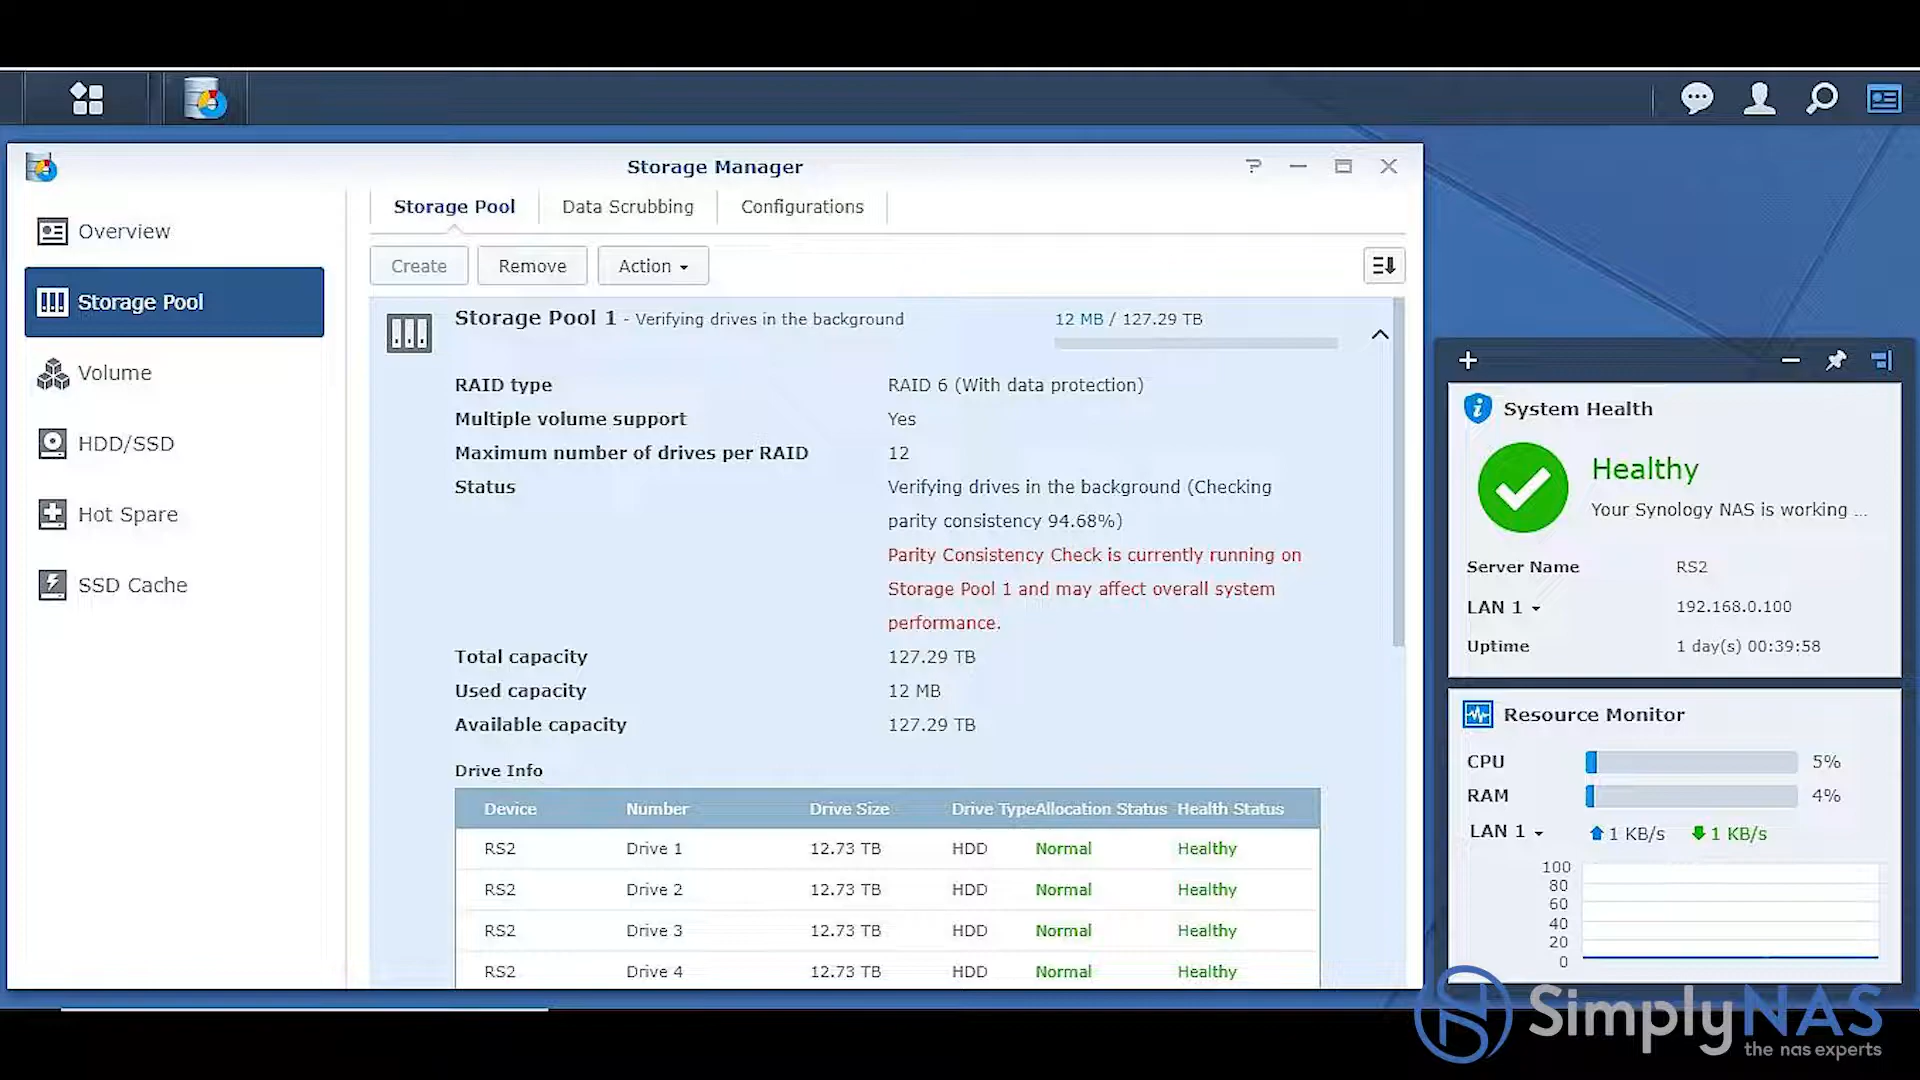 Storage Manager
Overview
Storage Pool
Volume
HDD/SSD
Hot Spare
SSD Cache
Storage Pool
Data Scrubbing
Configurations
Create
Remove
Action
Storage Pool 1 - Verifying drives in the background
12 MB / 127.29 TB
RAID type RAID 6 (With data protection)
Multiple volume support Yes
Maximum number of drives per RAID 12
Status Verifying drives in the background (Checking
parity consistency 94.68%)
Parity Consistency Check is currently running on
Storage Pool 1 and may affect overall system
performance.
Total capacity 127.29 TB
Used capacity 12 MB
Available capacity 127.29 TB
Drive Info
Device Number Drive Size Drive Type Allocation Status Health Status
RS2 Drive 1 12.73 TB HDD Normal Healthy
RS2 Drive 2 12.73 TB HDD Normal Healthy
RS2 Drive 3 12.73 TB HDD Normal Healthy
RS2 Drive 4 12.73 TB HDD Normal Healthy
System Health
Healthy
Your Synology NAS is working ...
Server Name RS2
LAN 1 192.168.0.100
Uptime 1 day(s) 00:39:58
Resource Monitor
CPU 5%
RAM 4%
LAN 1 1 KB/s 1 KB/s
100
80
60
40
20
0
SimplyNAS
the nas experts